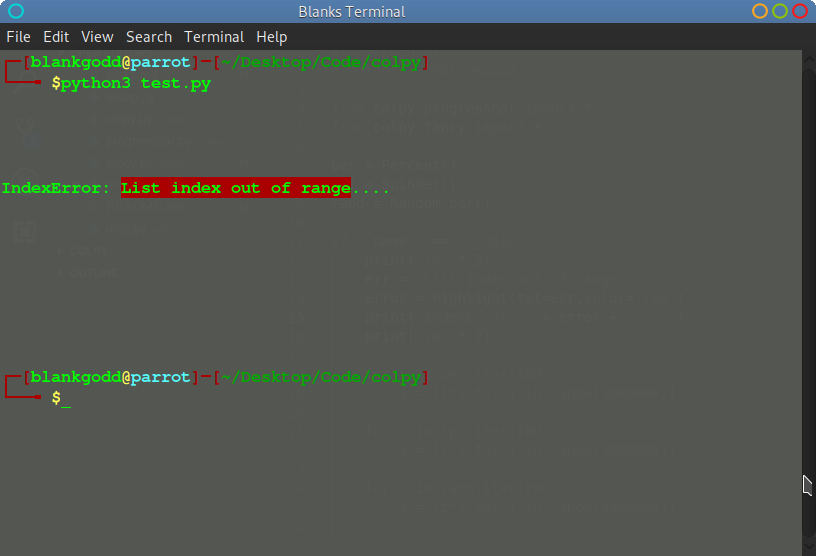 Blanks Terminal
File Edit View Search Terminal Help
┌─[blankgodd@parrot]─[~/Desktop/Code/colpy]
└──╼ $python3 test.py
IndexError: List index out of range....
┌─[blankgodd@parrot]─[~/Desktop/Code/colpy]
└──╼ $_